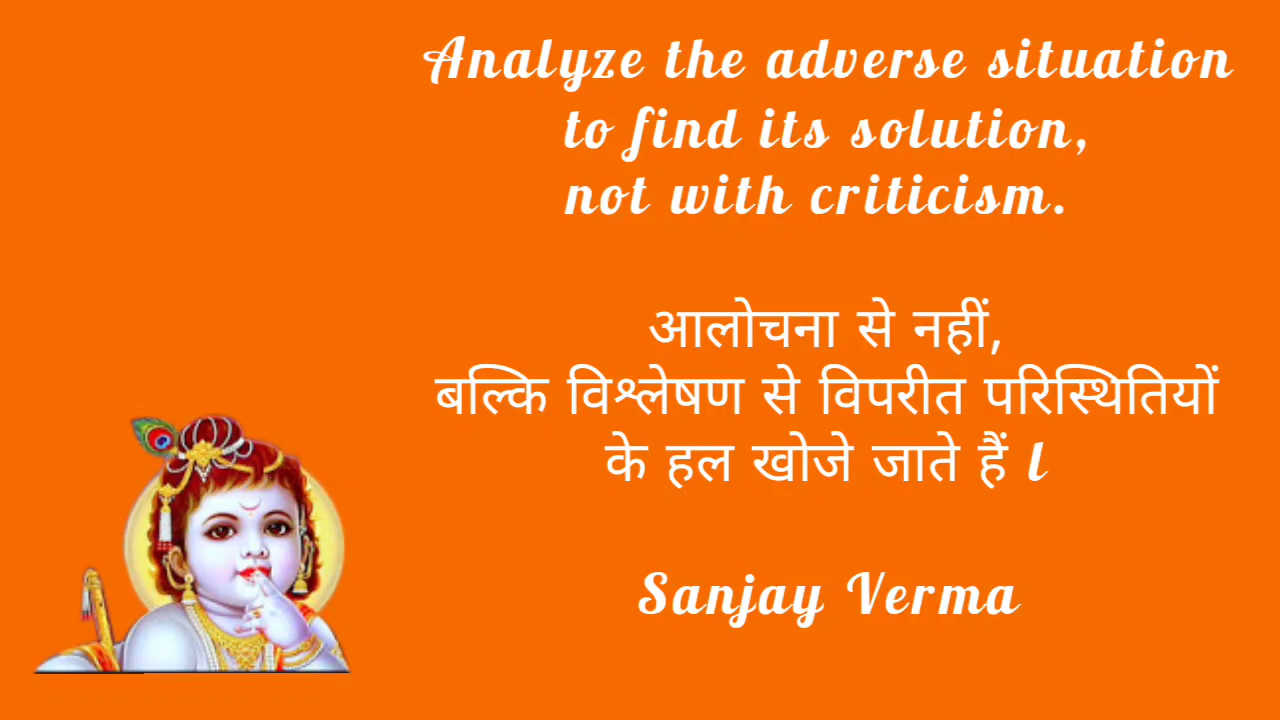 Analyze the adverse situation
to find its solution,
not with criticism.
आलोचना से नहीं,
बल्कि विश्लेषण से विपरीत परिस्थितियों
के हल खोजे जाते हैं l
Sanjay Verma